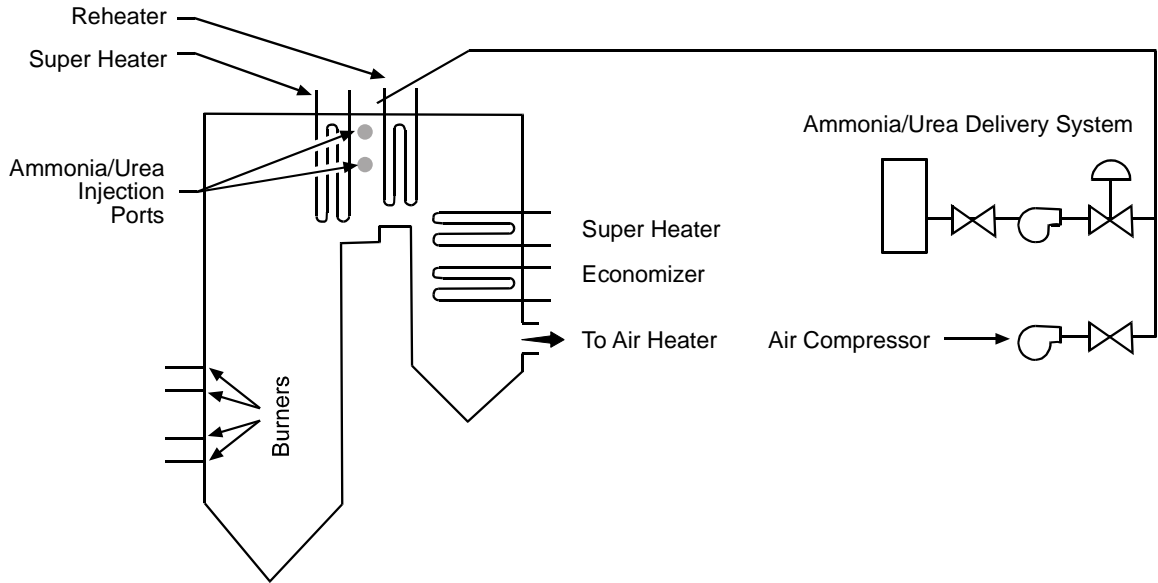 Reheater
Super Heater
Ammonia/Urea Delivery System
Ammonia/Urea
Injection
Ports
Super Heater
Economizer
To Air Heater
Air Compressor
Burners